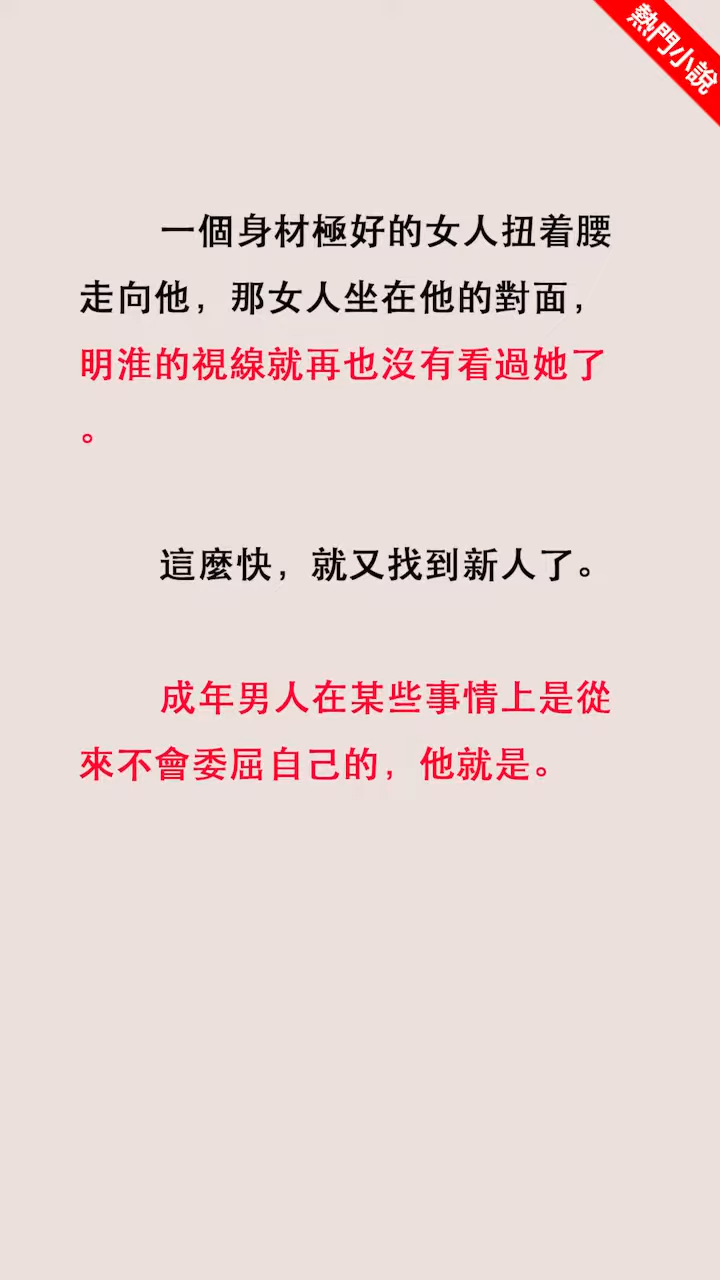 熱門小說
一個身材極好的女人扭着腰
走向他，那女人坐在他的對面，
明淮的視線就再也沒有看過她了
。
這麼快，就又找到新人了。
成年男人在某些事情上是從
來不會委屈自己的，他就是。